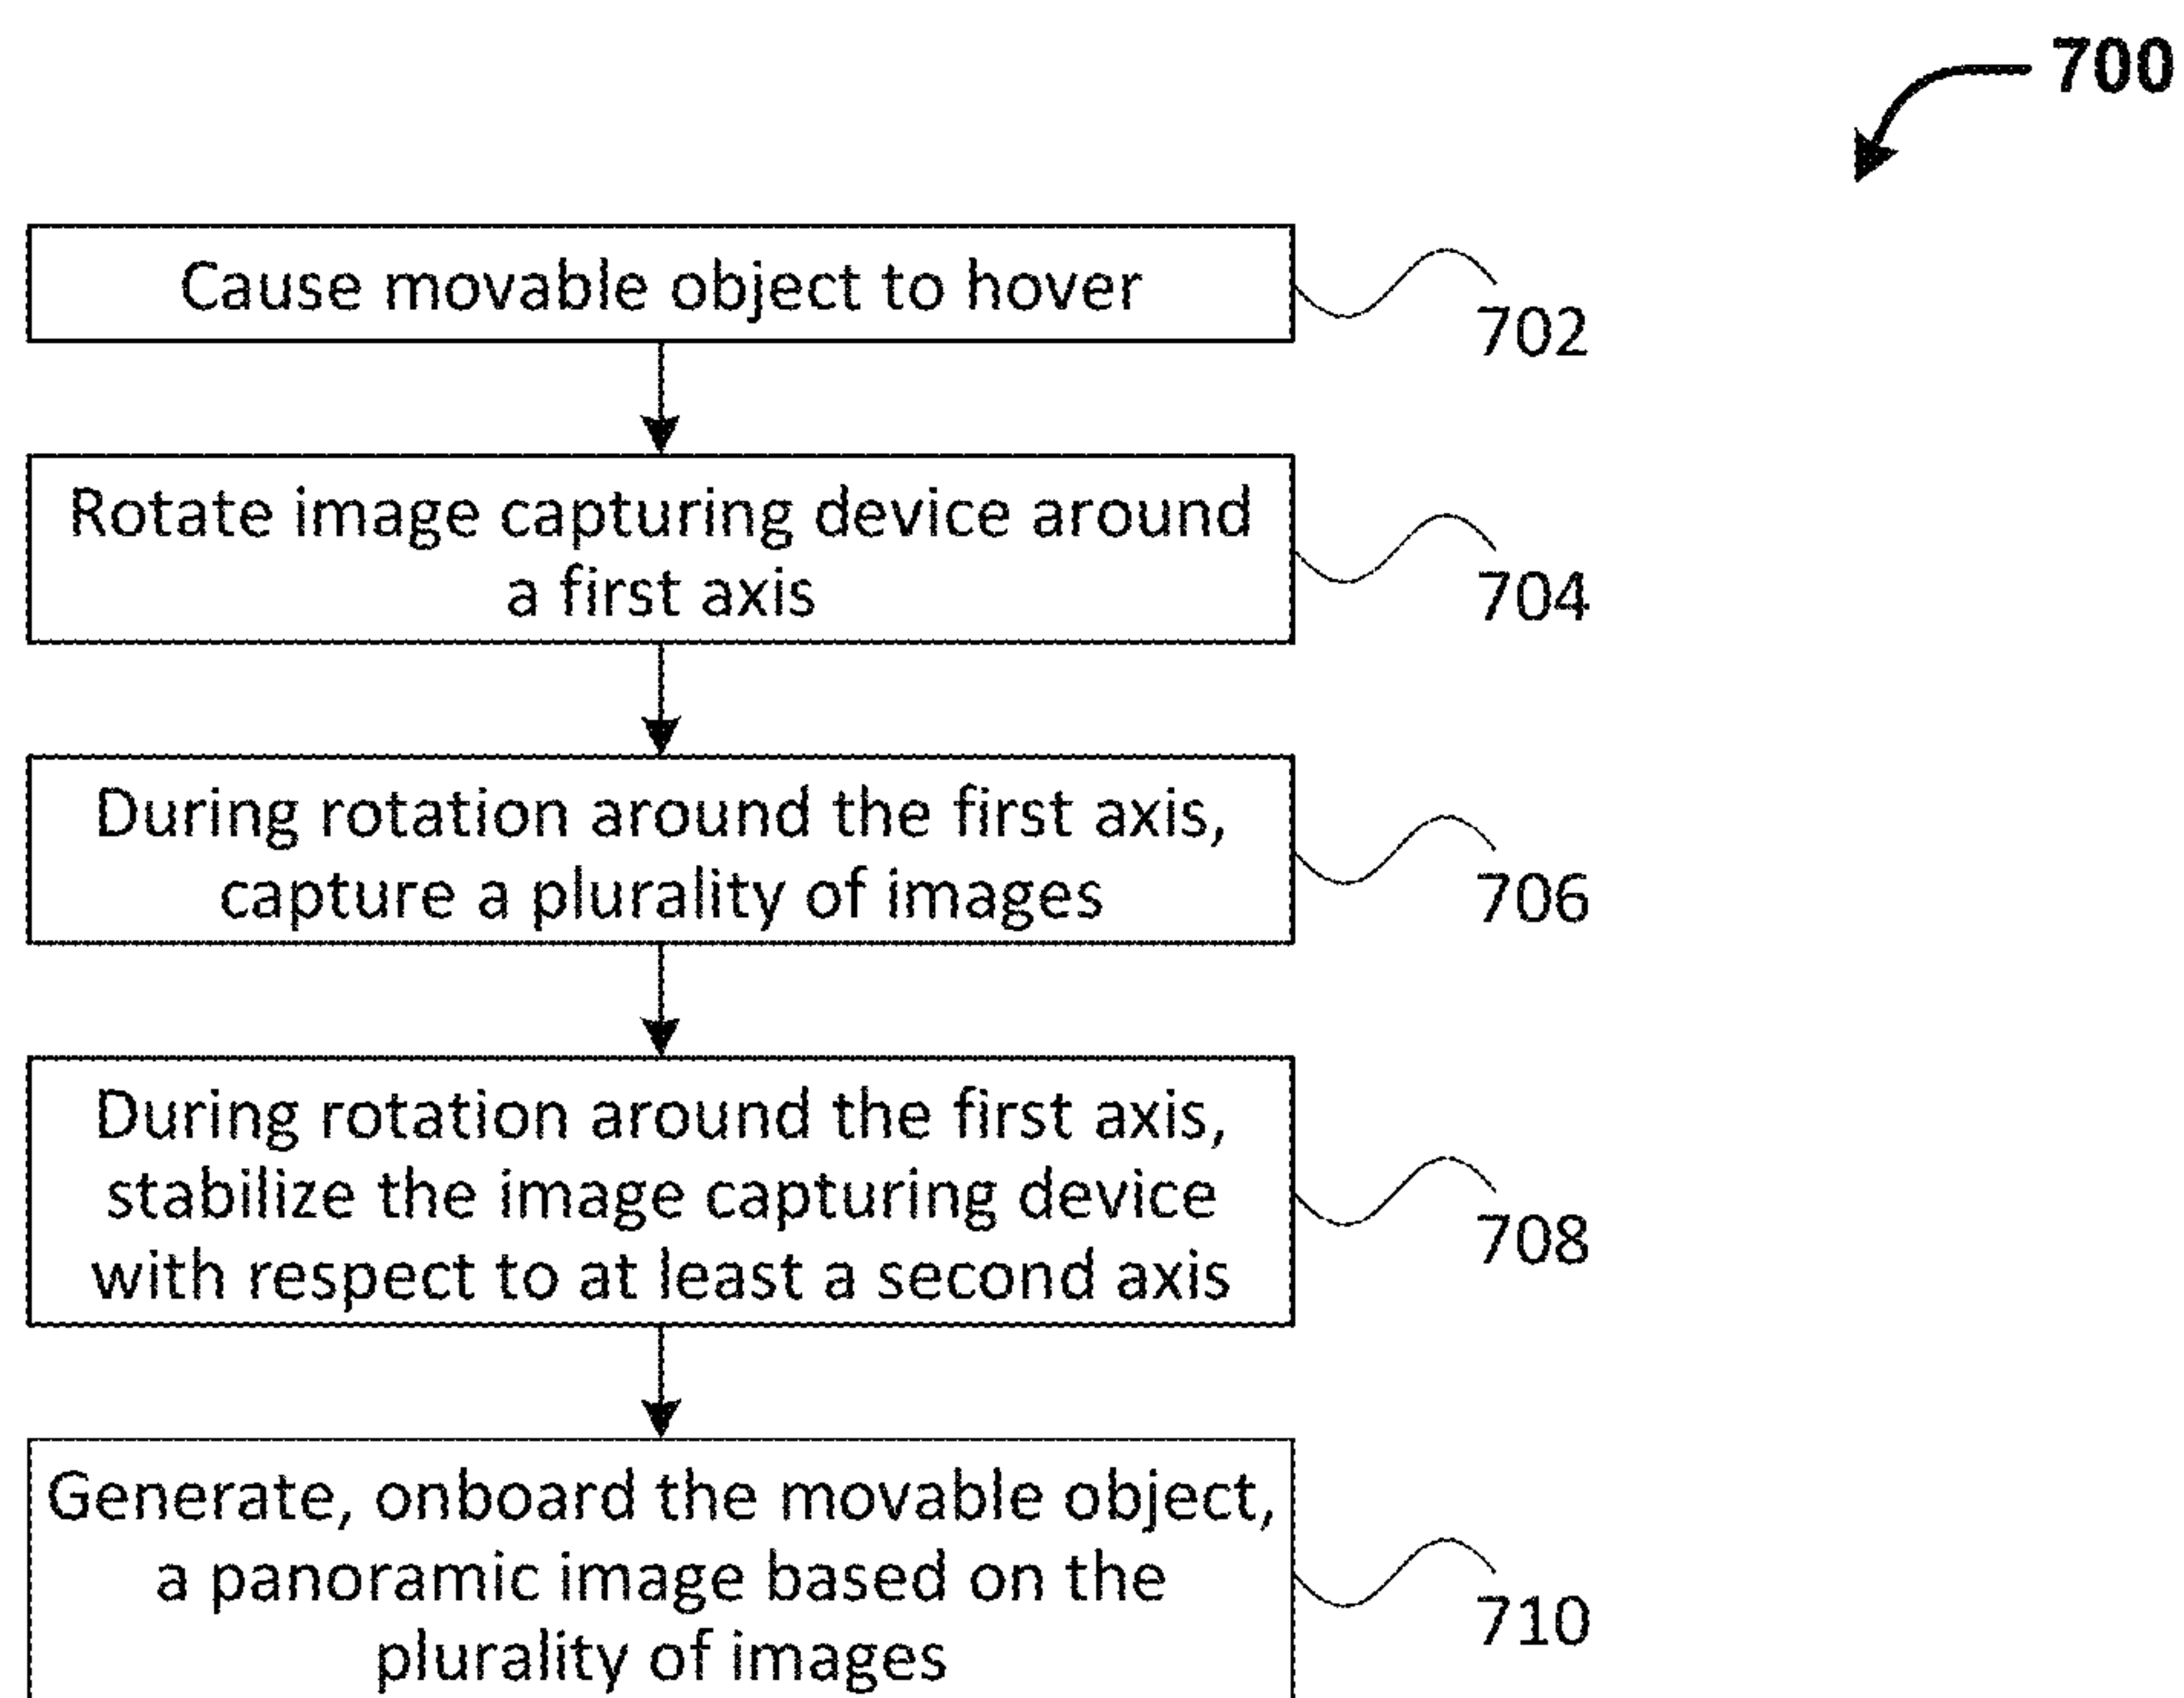 700
Cause movable object to hover
702
Rotate image capturing device around
a first axis
704
During rotation around the first axis,
capture a plurality of images
706
During rotation around the first axis,
stabilize the image capturing device
with respect to at least a second axis
708
Generate, onboard the movable object,
a panoramic image based on the
plurality of images
710